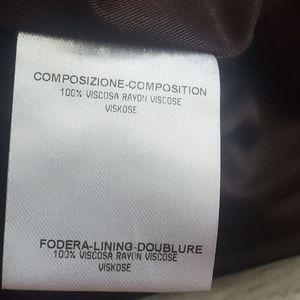 COMPOSIZIONE-COMPOSITION
100% VISCOSA RAYON VISCOSE
VISKOSE
FODERA-LINING-DOUBLURE
100% VISCOSA RAYON VISCOSE
VISKOSE